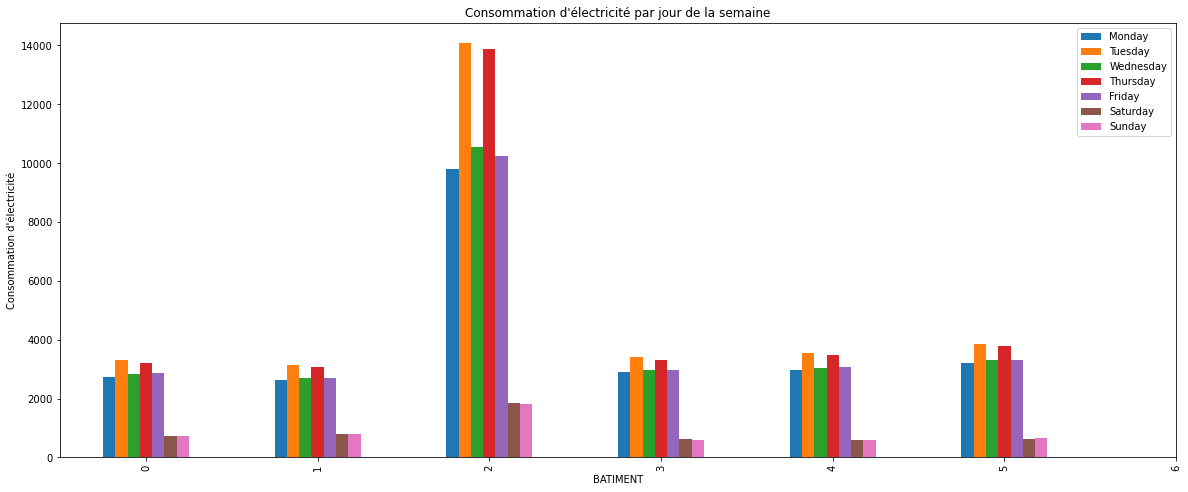 Consommation d'électricité par jour de la semaine
Monday
Tuesday
Wednesday
Thursday
Friday
Saturday
Sunday
Consommation d'électricité
14000
12000
10000
8000
6000
4000
2000
0
0
1
2
3
4
5
6
BATIMENT